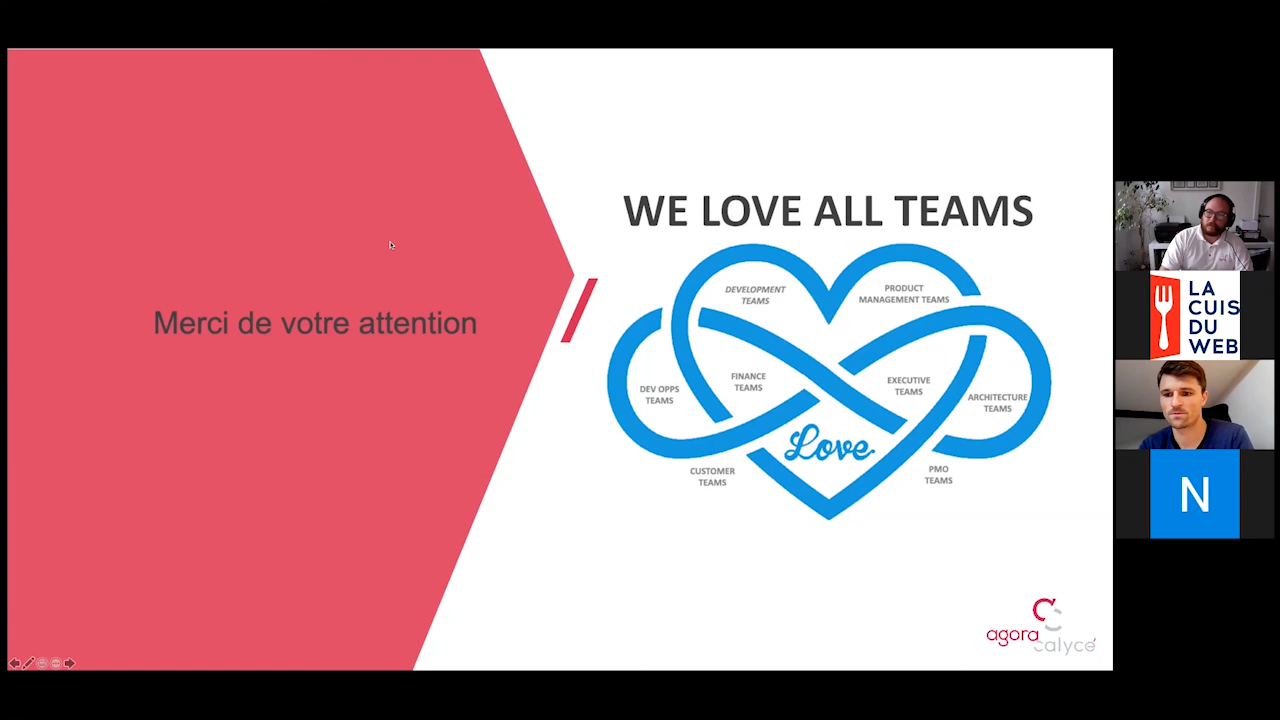 Merci de votre attention
WE LOVE ALL TEAMS
DEVELOPMENT
TEAMS
PRODUCT
MANAGEMENT TEAMS
DEV OPPS
TEAMS
FINANCE
TEAMS
EXECUTIVE
TEAMS
ARCHITECTURE
TEAMS
Love
CUSTOMER
TEAMS
PMO
TEAMS
agora
calycé
LA
CUIS
DU
WEB
N